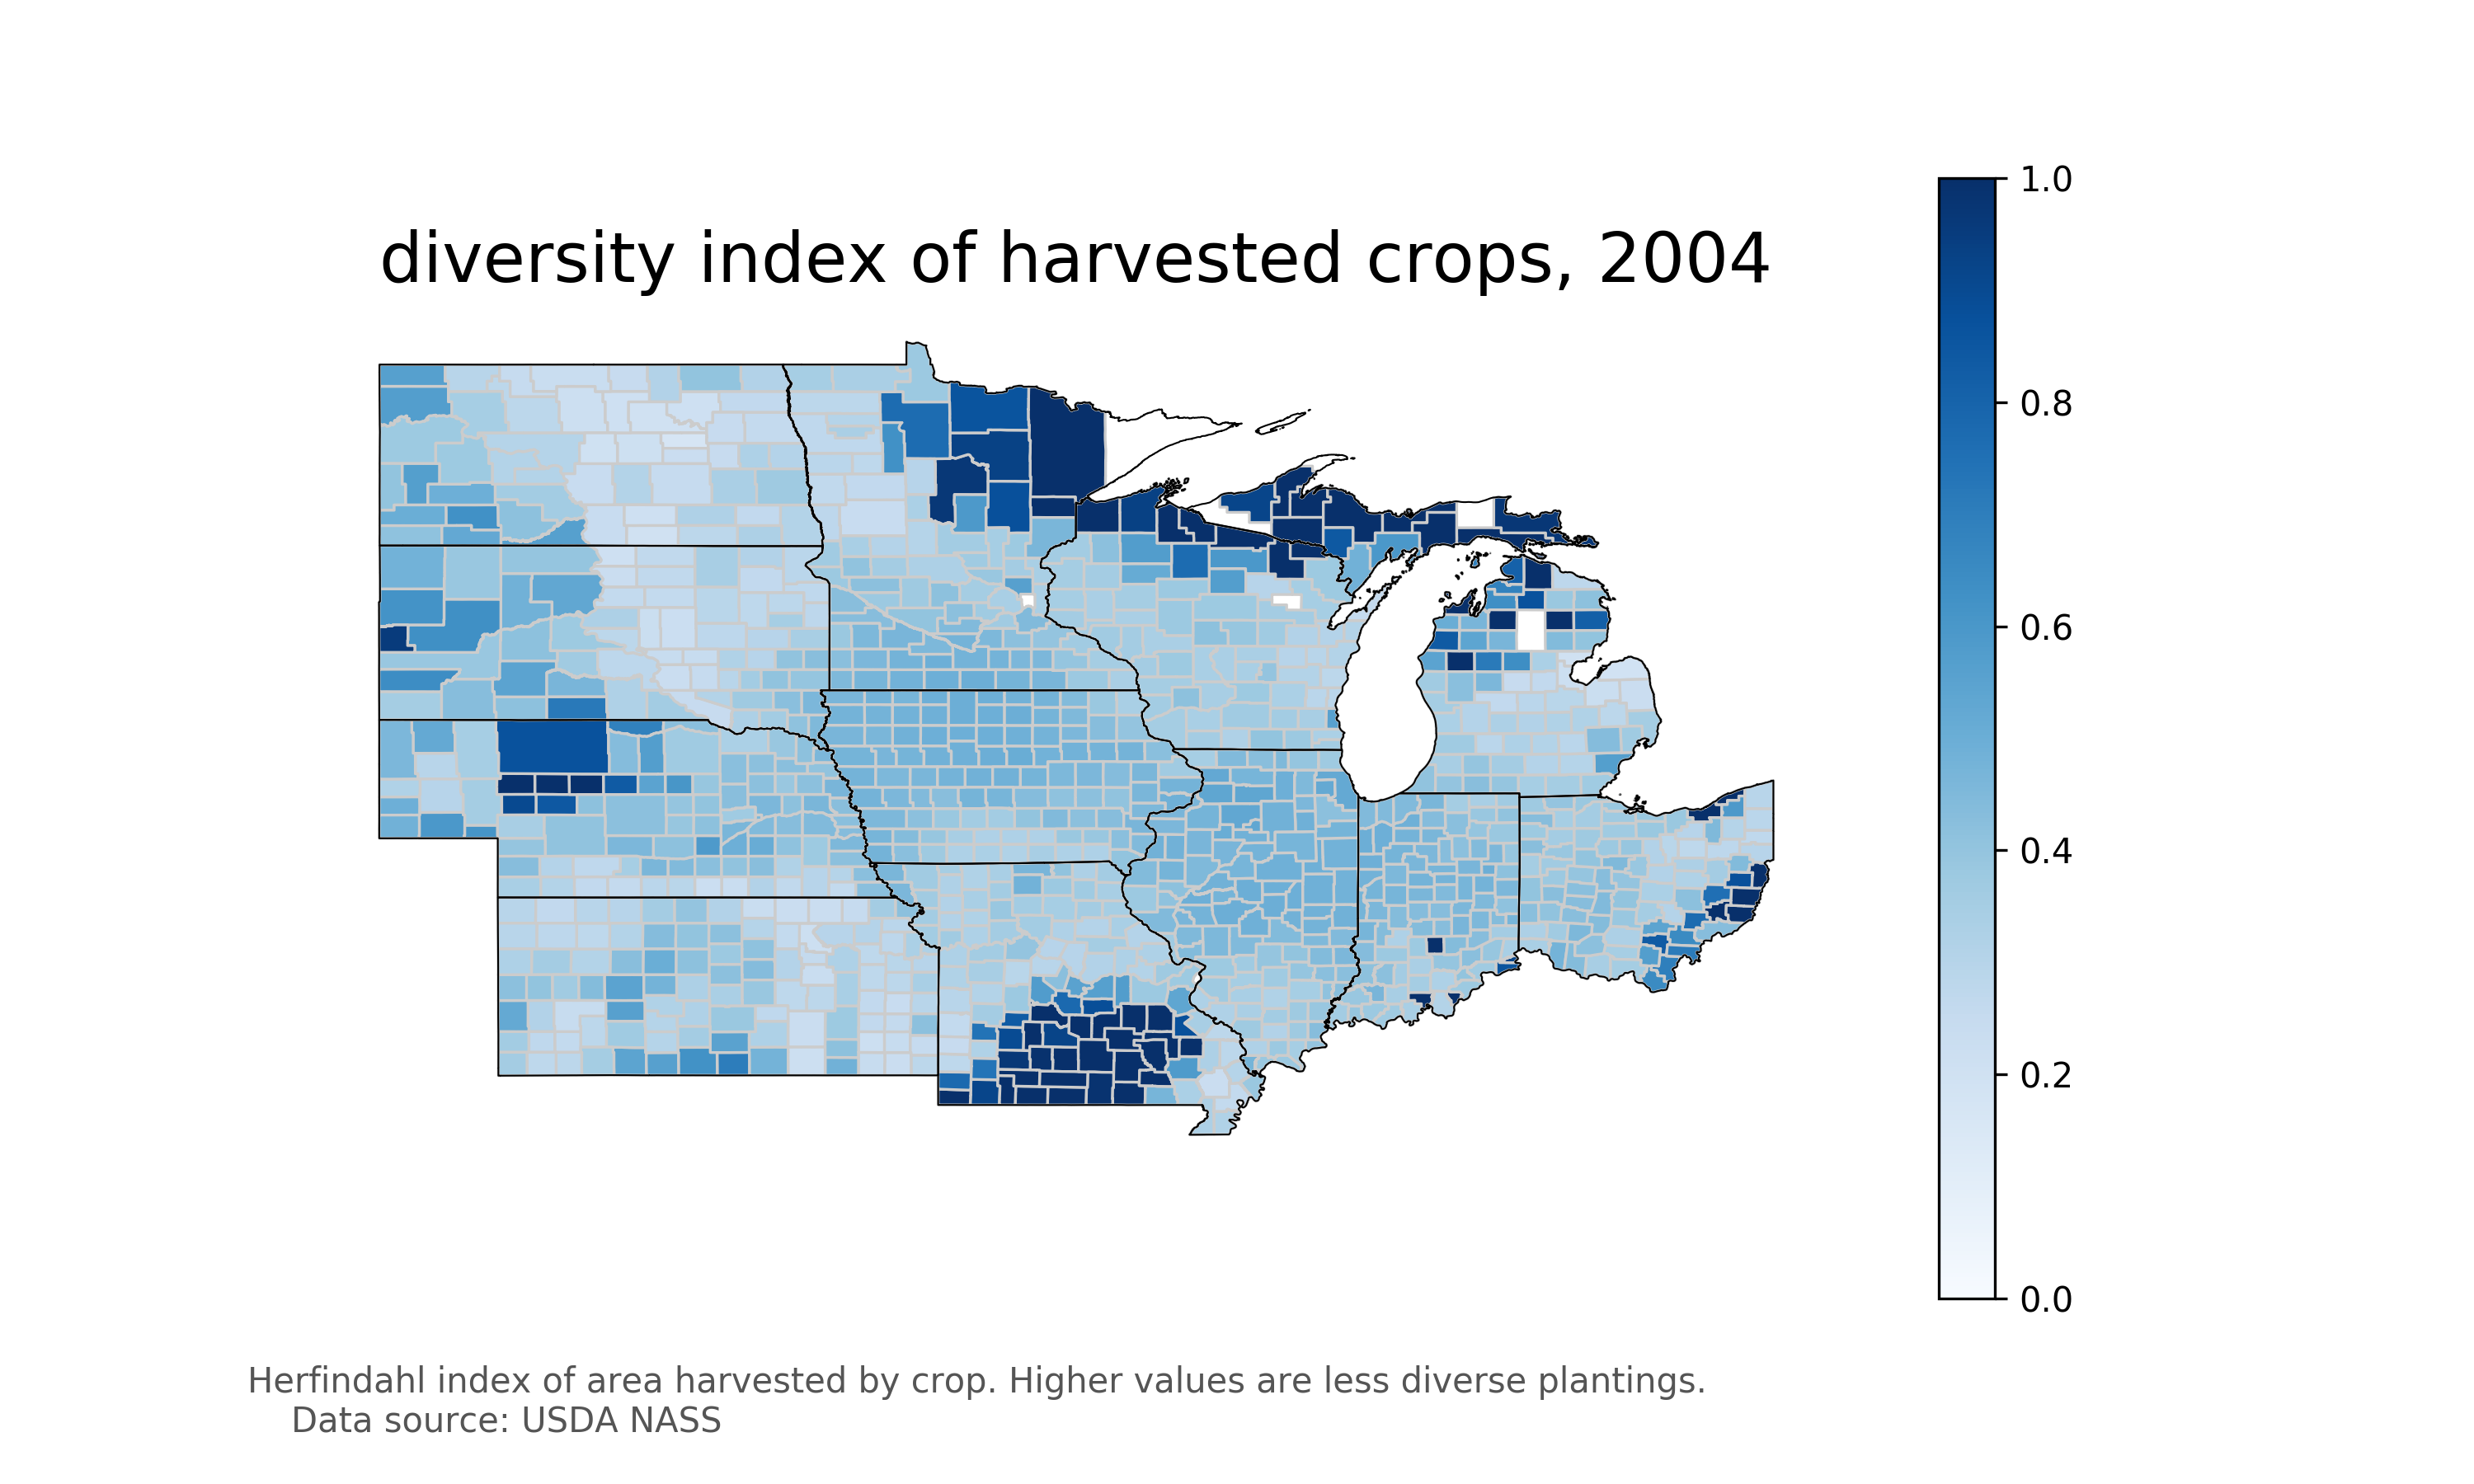 diversity index of harvested crops, 2004
1.0
0.8
0.6
0.4
0.2
0.0
Herfindahl index of area harvested by crop. Higher values are less diverse plantings.
Data source: USDA NASS